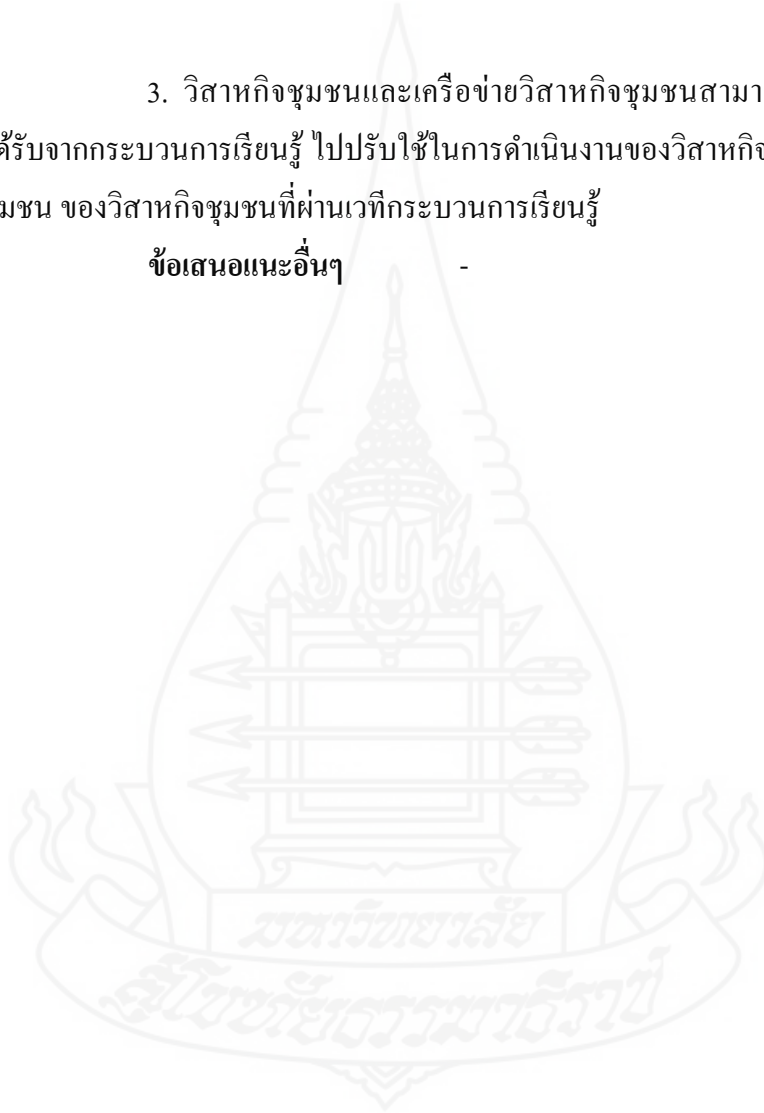 3. วิสาหกิจชุมชนและเครือข่ายวิสาหกิจชุมชนสามา
ด้รับจากกระบวนการเรียนรู้ ไปปรับใช้ในการดำเนินงานของวิสาหกิจ
มชน ของวิสาหกิจชุมชนที่ผ่านเวทีกระบวนการเรียนรู้
ข้อเสนอแนะอื่นๆ -
มหาวิทยาลัย
สุโขทัยธรรมาธิราช